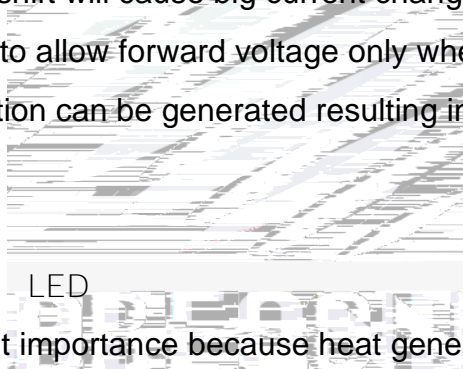 shift will cause big current chang
to allow forward voltage only whe
tion can be generated resulting in
LED
t importance because heat gene